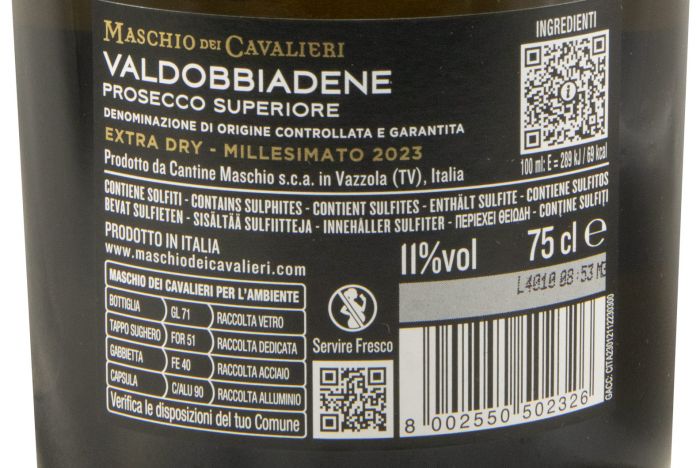 MASCHIO DEI CAVALIERI
VALDOBBIADENE
PROSECCO SUPERIORE
DENOMINAZIONE DI ORIGINE CONTROLLATA E GARANTITA
EXTRA DRY - MILLESIMATO 2023
Prodotto da Cantine Maschio s.c.a. in Vazzola (TV), Italia
INGREDIENTI
100 ml: E = 289 kJ / 69 kcal
CONTIENE SOLFITI - CONTAINS SULPHITES - CONTIENT SULFITES - ENTHÄLT SULFITE - CONTIENE SULFITOS
BEVAT SULFIETEN - SISÄLTÄÄ SULFIITTEJA - INNEHÅLLER SULFITER - ΠΕΡΙΕΧΕΙ ΘΕΙΩΔΗ - CONȚINE SULFIȚI
PRODOTTO IN ITALIA
www.maschiodeicavalieri.com
11%vol 75 cl e
L4010 08:53
MASCHIO DEI CAVALIERI PER L'AMBIENTE
BOTTIGLIA GL 71 RACCOLTA VETRO
TAPPO SUGHERO FOR 51 RACCOLTA DEDICATA
GABBIETTA FE 40 RACCOLTA ACCIAIO
CAPSULA C/ALU 90 RACCOLTA ALLUMINIO
Verifica le disposizioni del tuo Comune
Servire Fresco
8 002550 502326
GACC: CITA23012112230300